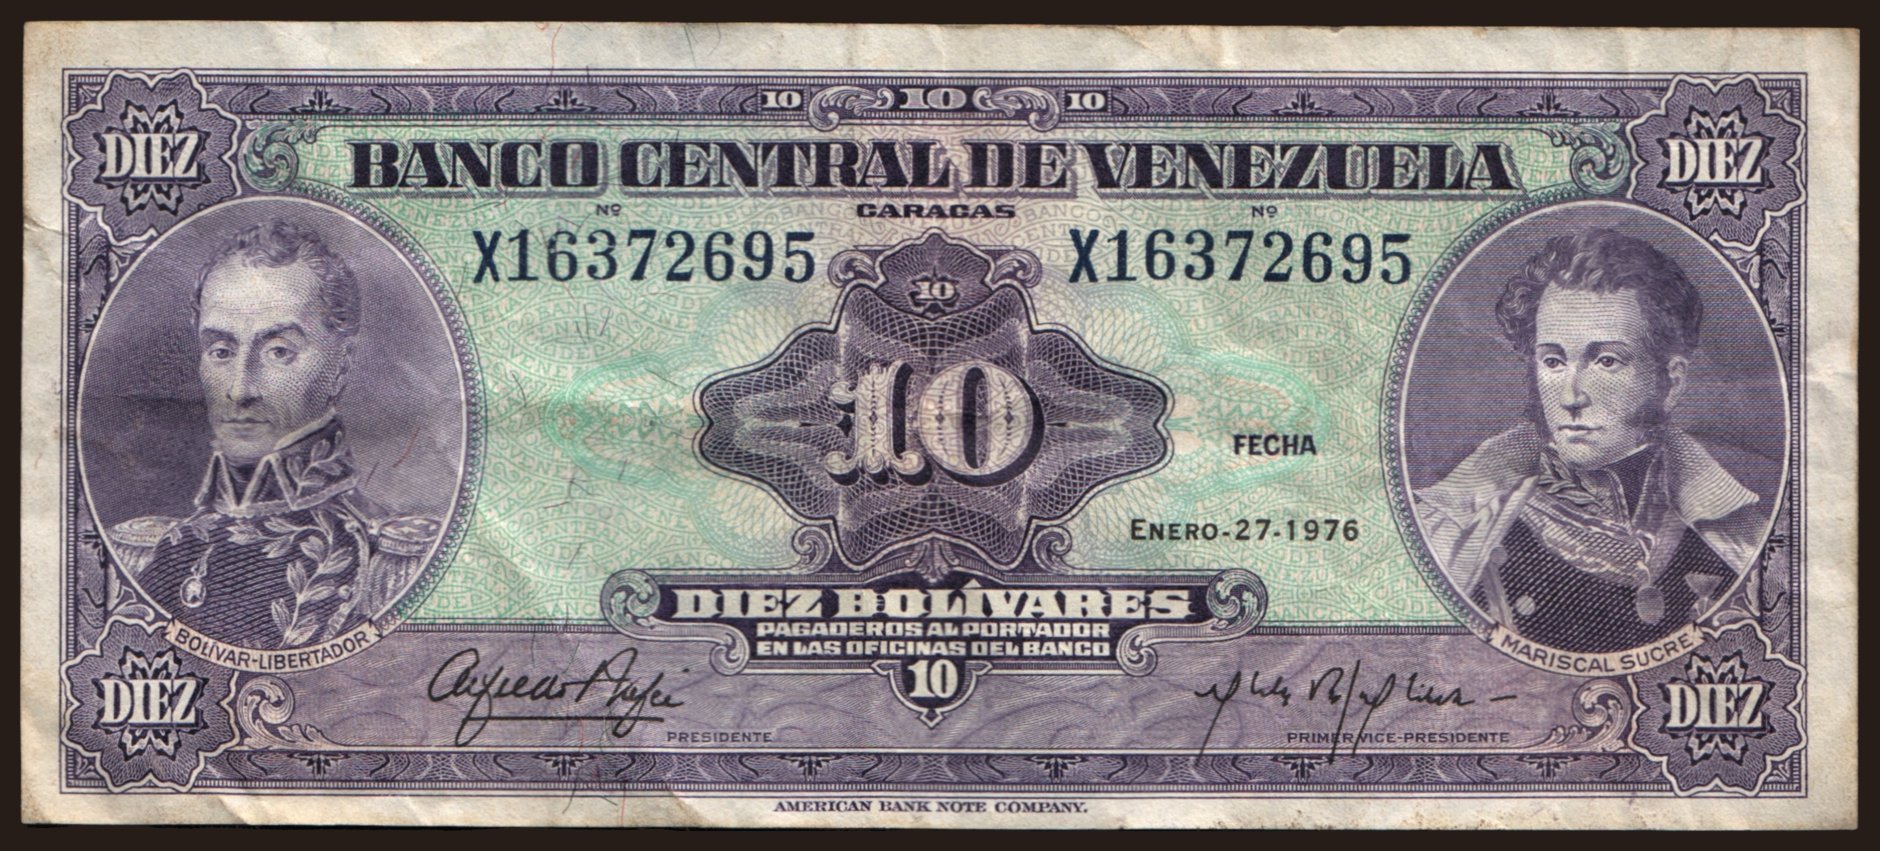 10 10 10
DIEZ DIEZ
BANCO CENTRAL DE VENEZUELA
Nº CARACAS Nº
X16372695 X16372695
10
10
FECHA
ENERO-27-1976
DIEZ BOLÍVARES
PAGADEROS AL PORTADOR
EN LAS OFICINAS DEL BANCO
BOLÍVAR-LIBERTADOR MARISCAL SUCRE
DIEZ 10 DIEZ
PRESIDENTE PRIMER VICE-PRESIDENTE
AMERICAN BANK NOTE COMPANY.